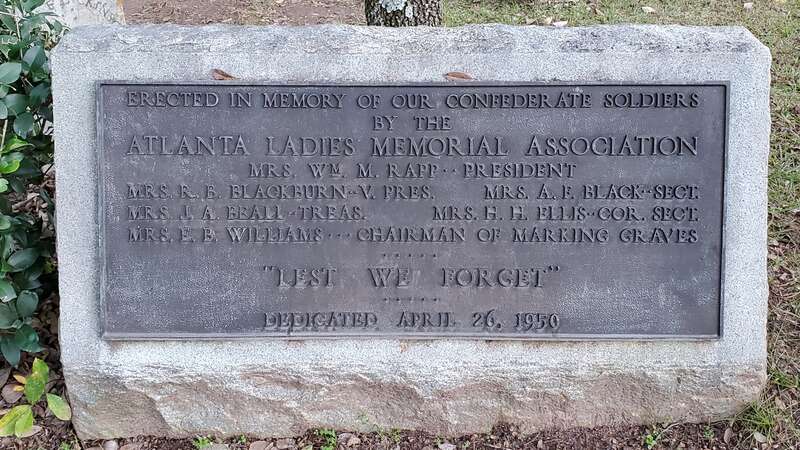 ERECTED IN MEMORY OF OUR CONFEDERATE SOLDIERS
BY THE
ATLANTA LADIES MEMORIAL ASSOCIATION
MRS. WM. M. RAPP·· PRESIDENT
MRS. R. B. BLACKBURN··V. PRES. MRS. A. F. BLACK··SECT.
MRS. J. A. BEALL··TREAS. MRS. H. H. ELLIS··COR. SECT.
MRS. E. B. WILLIAMS··· CHAIRMAN OF MARKING GRAVES
·····
"LEST WE FORGET"
·····
DEDICATED APRIL 26, 1950